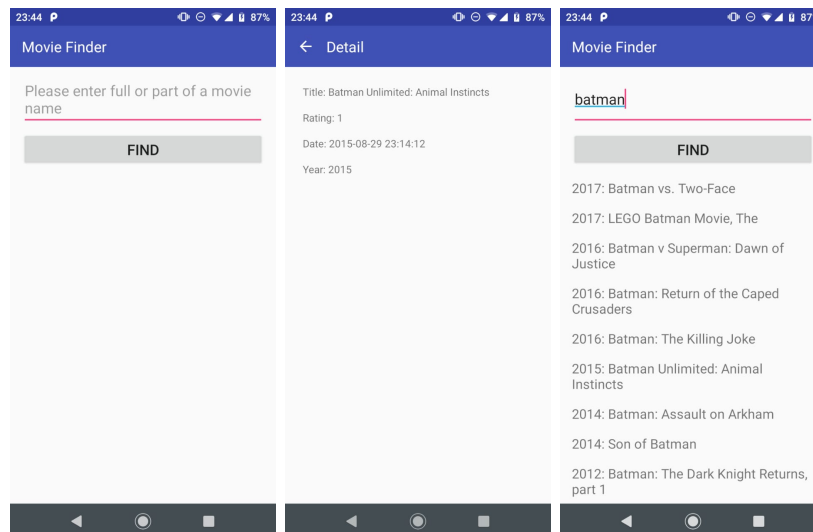 23:44 P 87%
Movie Finder
Please enter full or part of a movie
name
FIND
23:44 P 87%
Detail
Title: Batman Unlimited: Animal Instincts
Rating: 1
Date: 2015-08-29 23:14:12
Year: 2015
23:44 P 87
Movie Finder
batman
FIND
2017: Batman vs. Two-Face
2017: LEGO Batman Movie, The
2016: Batman v Superman: Dawn of
Justice
2016: Batman: Return of the Caped
Crusaders
2016: Batman: The Killing Joke
2015: Batman Unlimited: Animal
Instincts
2014: Batman: Assault on Arkham
2014: Son of Batman
2012: Batman: The Dark Knight Returns,
part 1